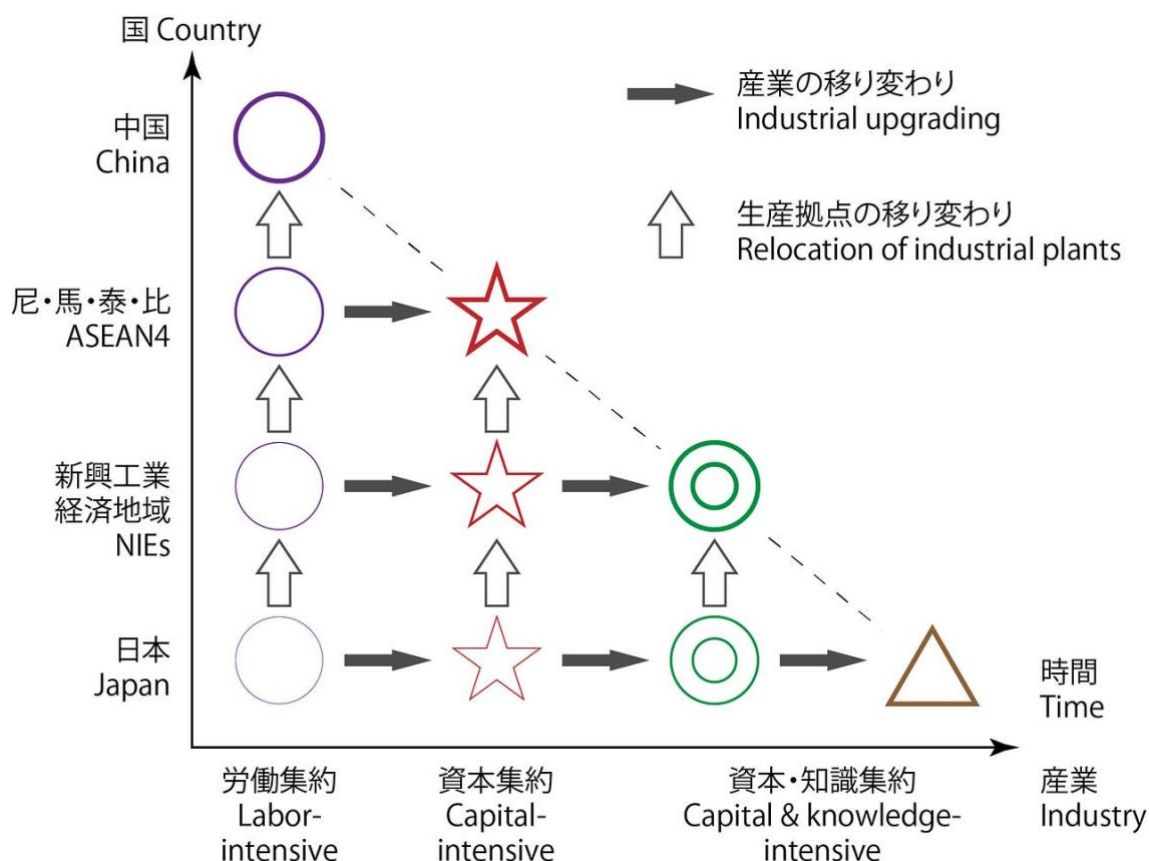 国 Country
産業の移り変わり
Industrial upgrading
中国
China
生産拠点の移り変わり
Relocation of industrial plants
尼・馬・泰・比
ASEAN4
新興工業
経済地域
NIEs
日本
Japan
時間
Time
労働集約
Labor-
intensive
資本集約
Capital-
intensive
資本・知識集約
Capital & knowledge-
intensive
産業
Industry